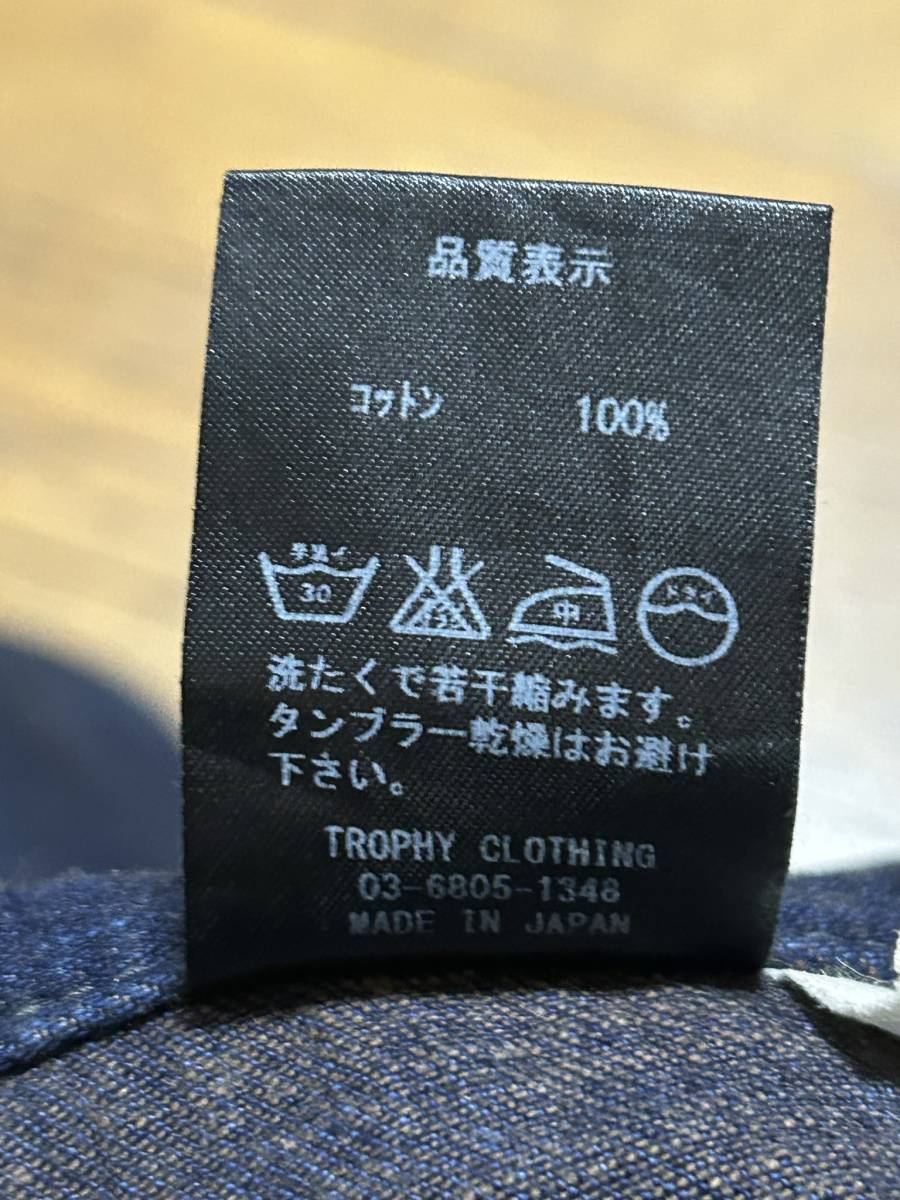 品質表示
コットン 100%
手洗イ
30
中
ドライ
洗たくで若干縮みます。
タンブラー乾燥はお避け
下さい。
TROPHY CLOTHING
03-6805-1348
MADE IN JAPAN